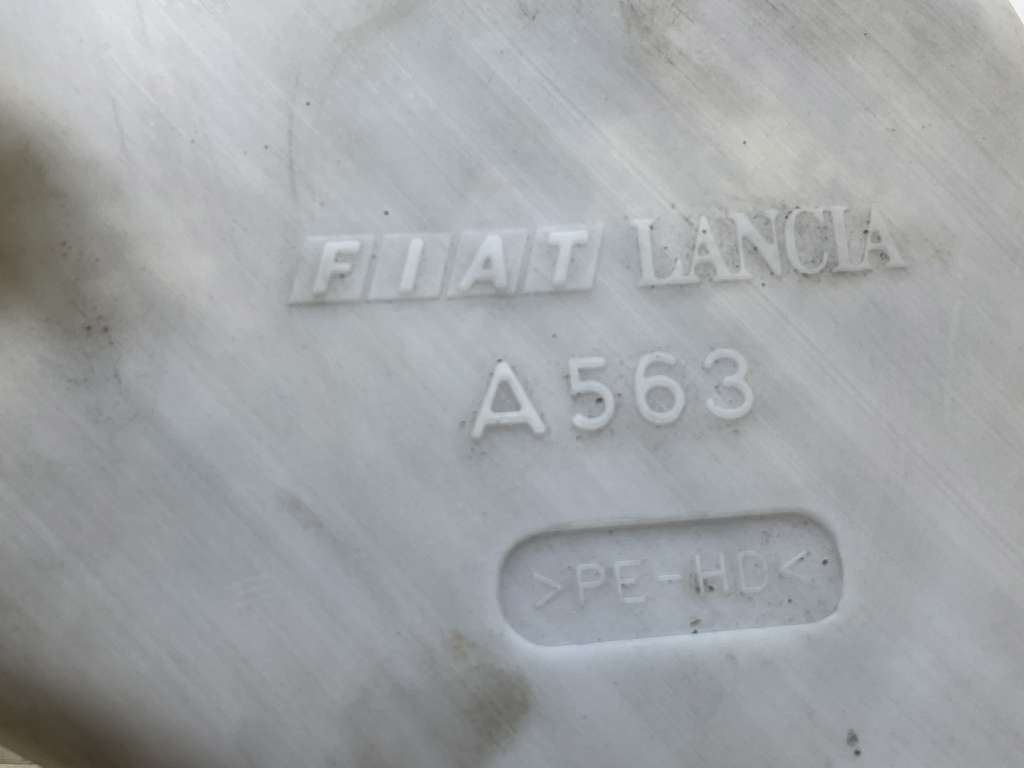 FIAT LANCIA
A563
>PE-HD<